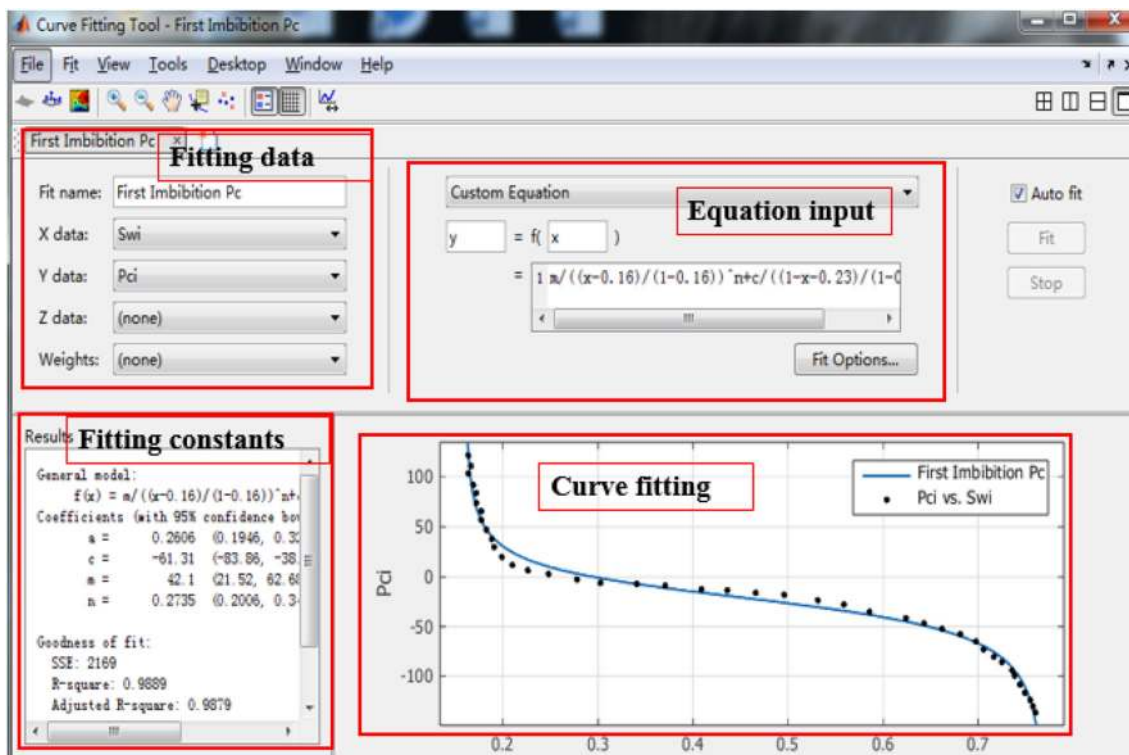 Curve Fitting Tool - First Imbibition Pc
File Fit View Tools Desktop Window Help
First Imbibition Pc
Fitting data
Fit name: First Imbibition Pc
X data: Swi
Y data: Pci
Z data: (none)
Weights: (none)
Custom Equation
Equation input
y = f( x )
= 1 m/((x-0.16)/(1-0.16))^n+c/((1-x-0.23)/(1-0
Fit Options...
Auto fit
Fit
Stop
Results
Fitting constants
General model:
f(x) = m/((x-0.16)/(1-0.16))^n+
Coefficients (with 95% confidence bou
a = 0.2606 (0.1946, 0.32
c = -61.31 (-83.86, -38.
m = 42.1 (21.52, 62.68
n = 0.2735 (0.2006, 0.34
Goodness of fit:
SSE: 2169
R-square: 0.9889
Adjusted R-square: 0.9879
Curve fitting
First Imbibition Pc
Pci vs. Swi
Pci
100
50
0
-50
-100
0.2 0.3 0.4 0.5 0.6 0.7